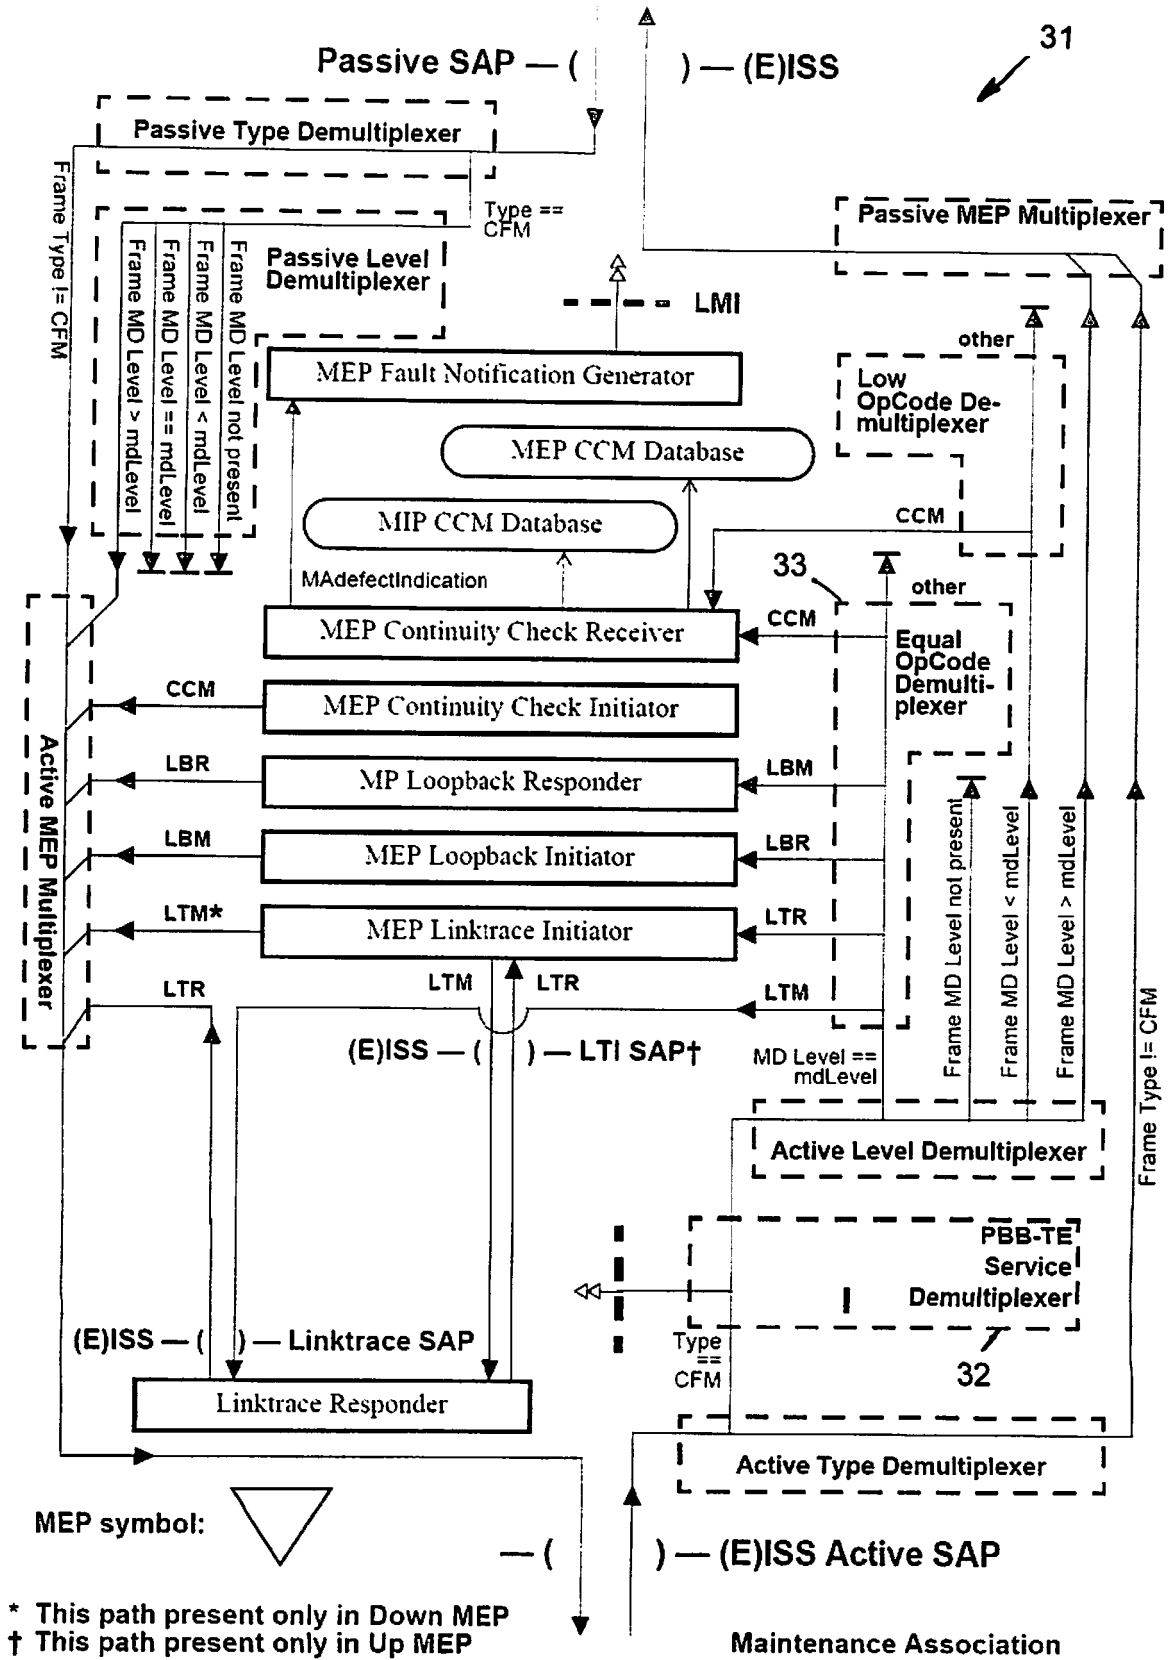 31
Passive SAP — ( ) — (E)ISS
Passive Type Demultiplexer
Frame Type != CFM
Type ==
CFM
Passive Level
Demultiplexer
Frame MD Level > mdLevel
Frame MD Level == mdLevel
Frame MD Level < mdLevel
Frame MD Level not present
Passive MEP Multiplexer
LMI
other
Low
OpCode De-
multiplexer
MEP Fault Notification Generator
MEP CCM Database
MIP CCM Database
CCM
MAdefectIndication
33
other
CCM
Equal
OpCode
Demulti-
plexer
MEP Continuity Check Receiver
CCM
MEP Continuity Check Initiator
Active MEP Multiplexer
LBR
MP Loopback Responder
LBM
LBM
MEP Loopback Initiator
LBR
LTM*
MEP Linktrace Initiator
LTR
LTR
LTM
LTR
LTM
Frame MD Level not present
Frame MD Level < mdLevel
Frame MD Level > mdLevel
Frame Type != CFM
(E)ISS — ( ) — LTI SAP†
MD Level ==
mdLevel
Active Level Demultiplexer
PBB-TE
Service
Demultiplexer
32
(E)ISS — ( ) — Linktrace SAP
Type
==
CFM
Linktrace Responder
Active Type Demultiplexer
MEP symbol:
— ( ) — (E)ISS Active SAP
* This path present only in Down MEP
† This path present only in Up MEP
Maintenance Association